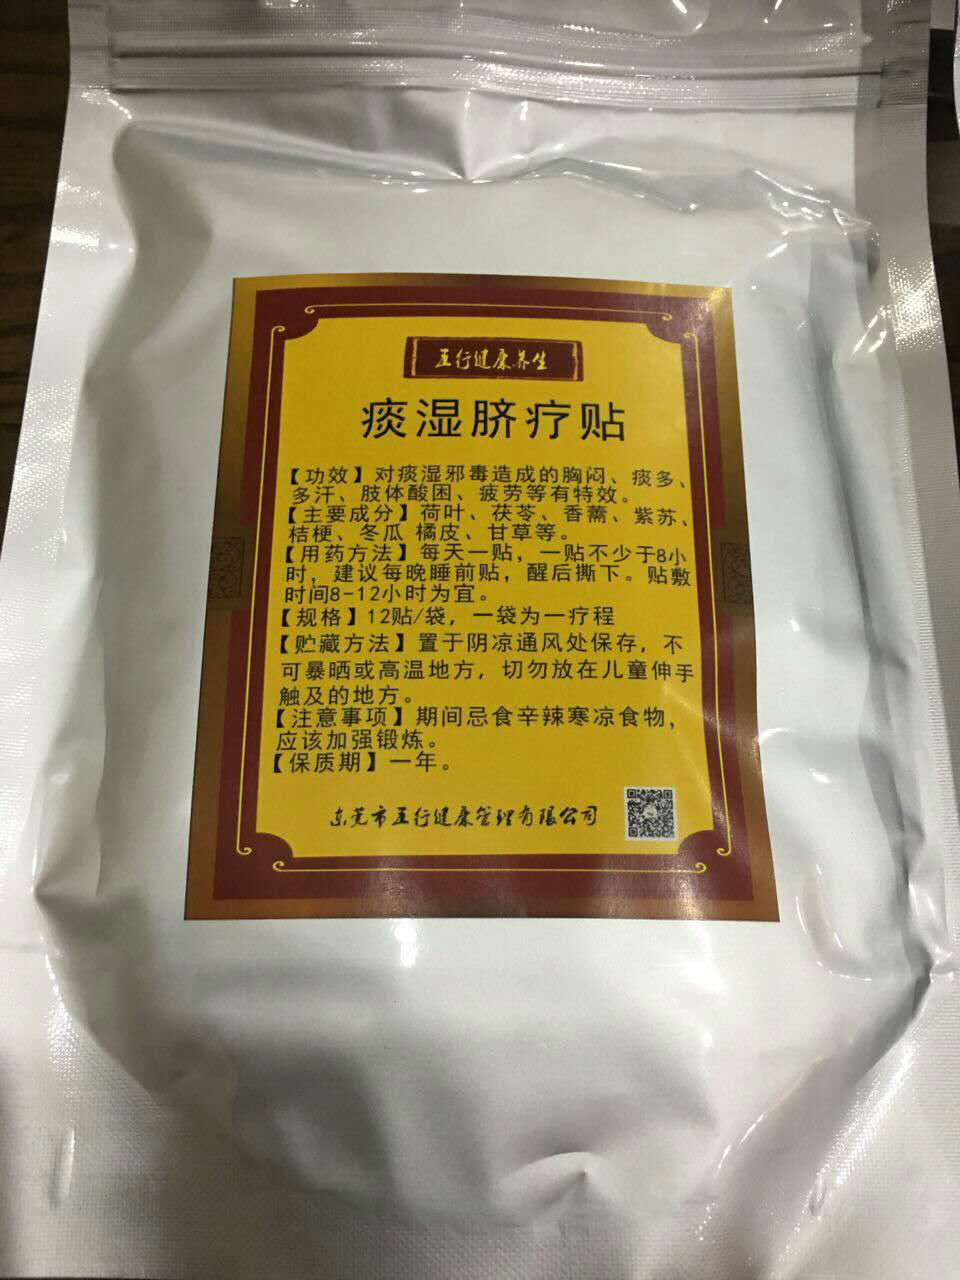 五行健康养生
痰湿脐疗贴
【功效】对痰湿邪毒造成的胸闷、痰多、
多汗、肢体酸困、疲劳等有特效。
【主要成分】荷叶、茯苓、香薷、紫苏、
桔梗、冬瓜 橘皮、甘草等。
【用药方法】每天一贴，一贴不少于8小
时，建议每晚睡前贴，醒后撕下。贴敷
时间8-12小时为宜。
【规格】12贴/袋，一袋为一疗程
【贮藏方法】置于阴凉通风处保存，不
可暴晒或高温地方，切勿放在儿童伸手
触及的地方。
【注意事项】期间忌食辛辣寒凉食物，
应该加强锻炼。
【保质期】一年。
东莞市五行健康管理有限公司